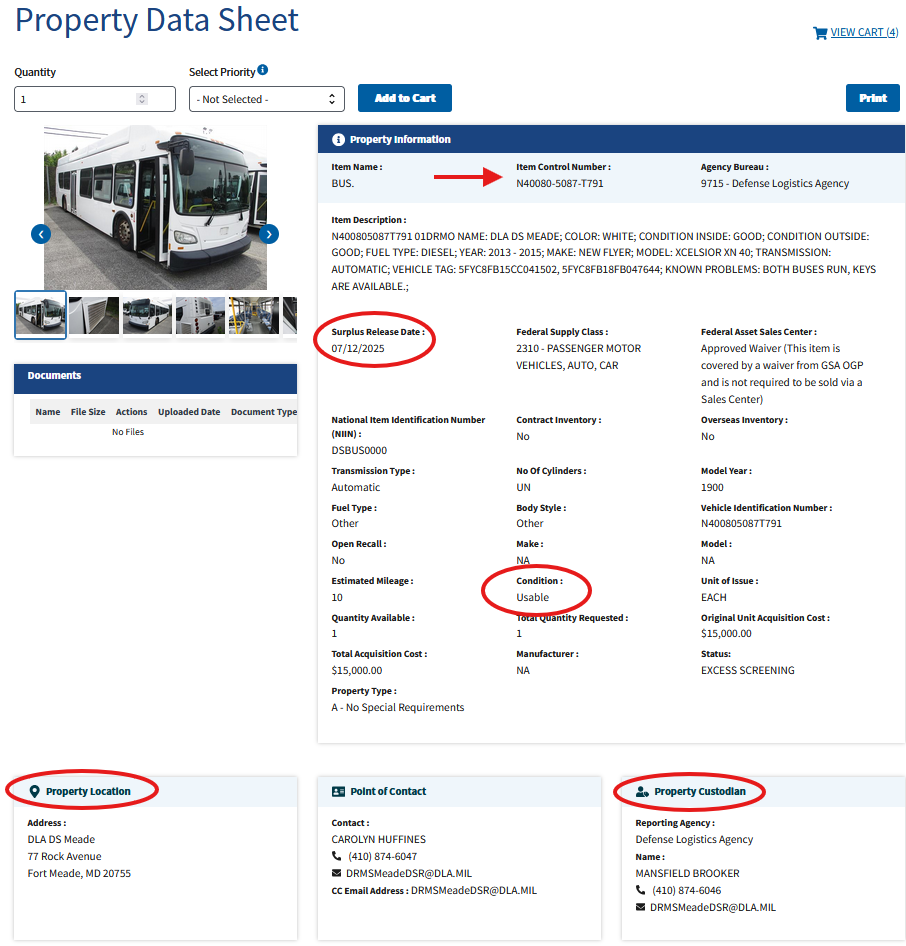 Property Data Sheet
VIEW CART (4)
Quantity
Select Priority
1
- Not Selected -
Add to Cart
Print
Property Information
Item Name :
BUS.
Item Control Number :
N40080-5087-T791
Agency Bureau :
9715 - Defense Logistics Agency
Item Description :
N400805087T791 01DRMO NAME: DLA DS MEADE; COLOR: WHITE; CONDITION INSIDE: GOOD; CONDITION OUTSIDE:
GOOD; FUEL TYPE: DIESEL; YEAR: 2013 - 2015; MAKE: NEW FLYER; MODEL: XCELSIOR XN 40; TRANSMISSION:
AUTOMATIC; VEHICLE TAG: 5FYC8FB15CC041502, 5FYC8FB18FB047644; KNOWN PROBLEMS: BOTH BUSES RUN, KEYS
ARE AVAILABLE.;
Surplus Release Date :
07/12/2025
Federal Supply Class :
2310 - PASSENGER MOTOR
VEHICLES, AUTO, CAR
Federal Asset Sales Center :
Approved Waiver (This item is
covered by a waiver from GSA OGP
and is not required to be sold via a
Sales Center)
Documents
Name File Size Actions Uploaded Date Document Type
No Files
National Item Identification Number
(NIIN) :
DSBUS0000
Contract Inventory :
No
Overseas Inventory :
No
Transmission Type :
Automatic
No Of Cylinders :
UN
Model Year :
1900
Fuel Type :
Other
Body Style :
Other
Vehicle Identification Number :
N400805087T791
Open Recall :
No
Make :
NA
Model :
NA
Estimated Mileage :
10
Condition :
Usable
Unit of Issue :
EACH
Quantity Available :
1
Total Quantity Requested :
1
Original Unit Acquisition Cost :
$15,000.00
Total Acquisition Cost :
$15,000.00
Manufacturer :
NA
Status:
EXCESS SCREENING
Property Type :
A - No Special Requirements
Property Location
Address :
DLA DS Meade
77 Rock Avenue
Fort Meade, MD 20755
Point of Contact
Contact :
CAROLYN HUFFINES
(410) 874-6047
DRMSMeadeDSR@DLA.MIL
CC Email Address : DRMSMeadeDSR@DLA.MIL
Property Custodian
Reporting Agency :
Defense Logistics Agency
Name :
MANSFIELD BROOKER
(410) 874-6046
DRMSMeadeDSR@DLA.MIL